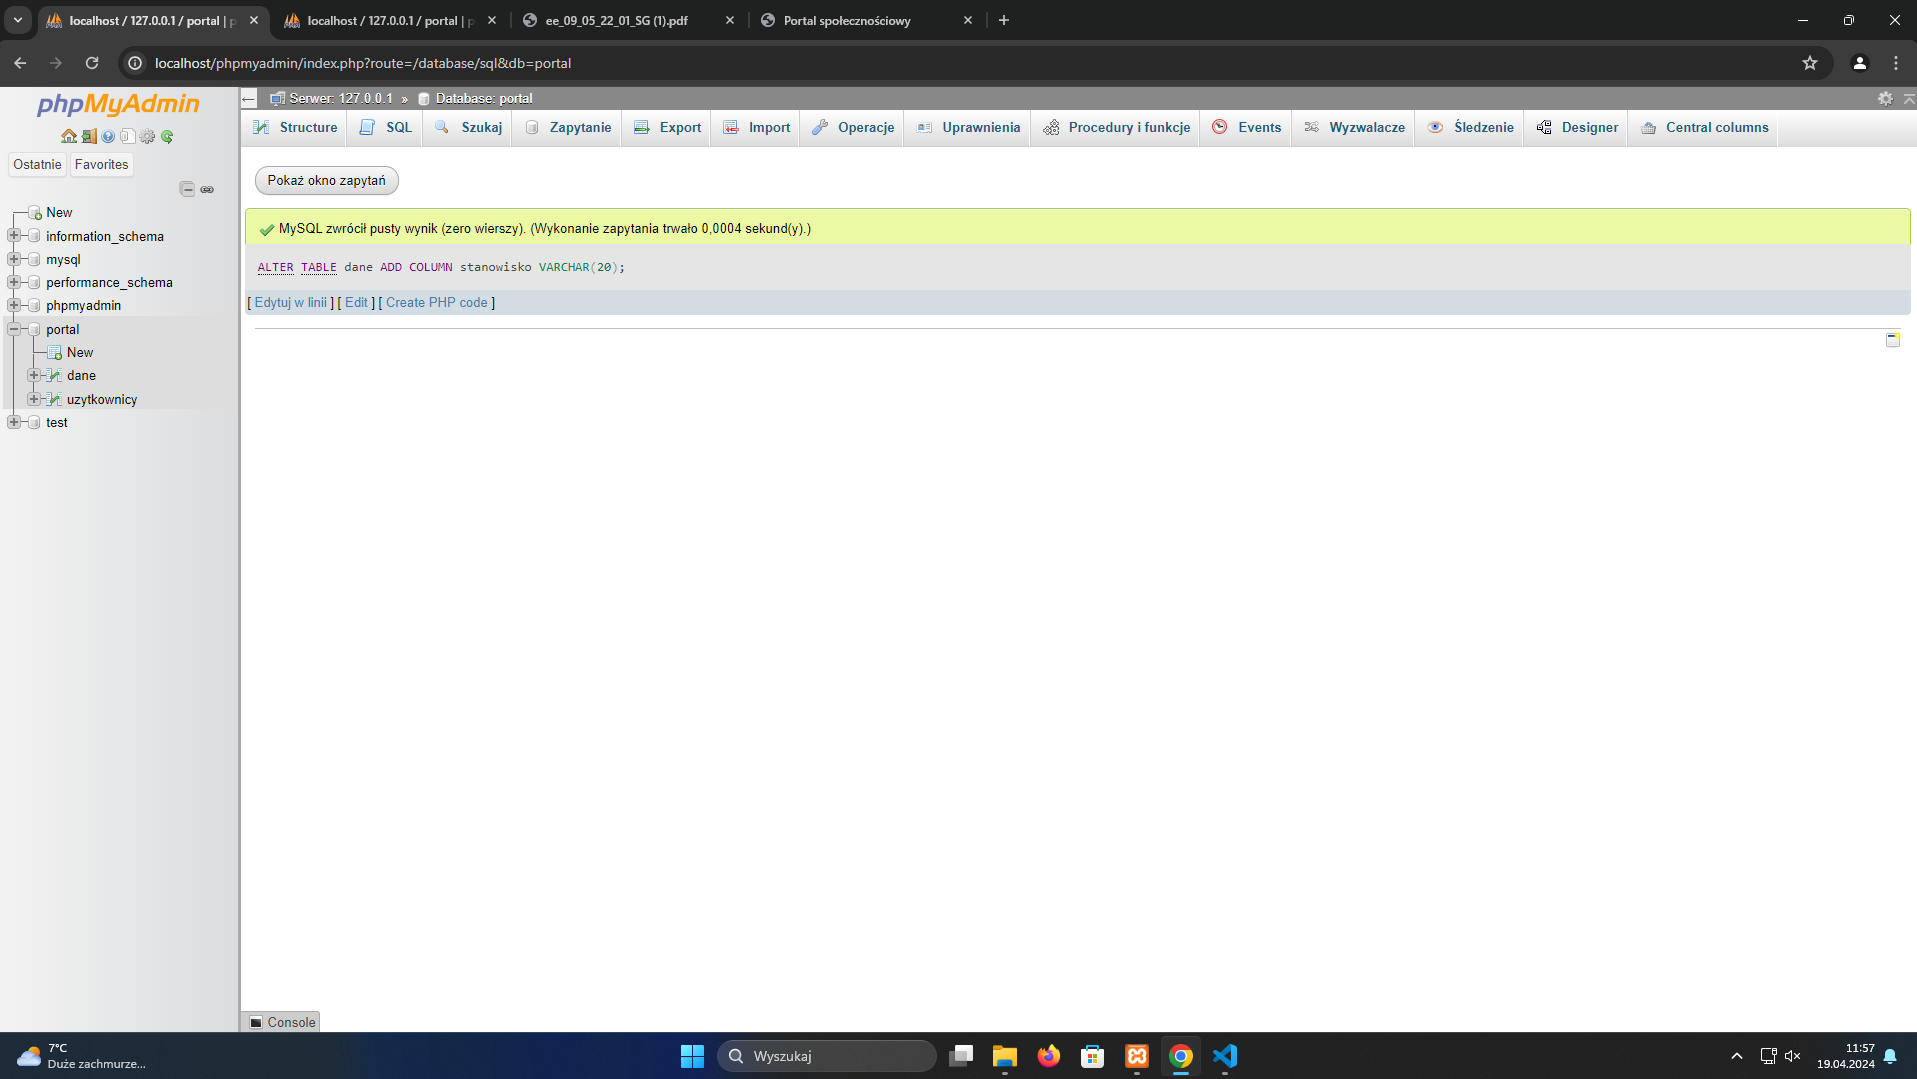 localhost / 127.0.0.1 / portal | p
localhost / 127.0.0.1 / portal | p
ee_09_05_22_01_SG (1).pdf
Portal społecznościowy
localhost/phpmyadmin/index.php?route=/database/sql&db=portal
phpMyAdmin
Ostatnie
Favorites
New
information_schema
mysql
performance_schema
phpmyadmin
portal
New
dane
uzytkownicy
test
Serwer: 127.0.0.1 » Database: portal
Structure
SQL
Szukaj
Zapytanie
Export
Import
Operacje
Uprawnienia
Procedury i funkcje
Events
Wyzwalacze
Śledzenie
Designer
Central columns
Pokaż okno zapytań
MySQL zwrócił pusty wynik (zero wierszy). (Wykonanie zapytania trwało 0,0004 sekund(y).)
ALTER TABLE dane ADD COLUMN stanowisko VARCHAR(20);
[ Edytuj w linii ] [ Edit ] [ Create PHP code ]
Console
7°C
Duże zachmurze...
Wyszukaj
11:57
19.04.2024